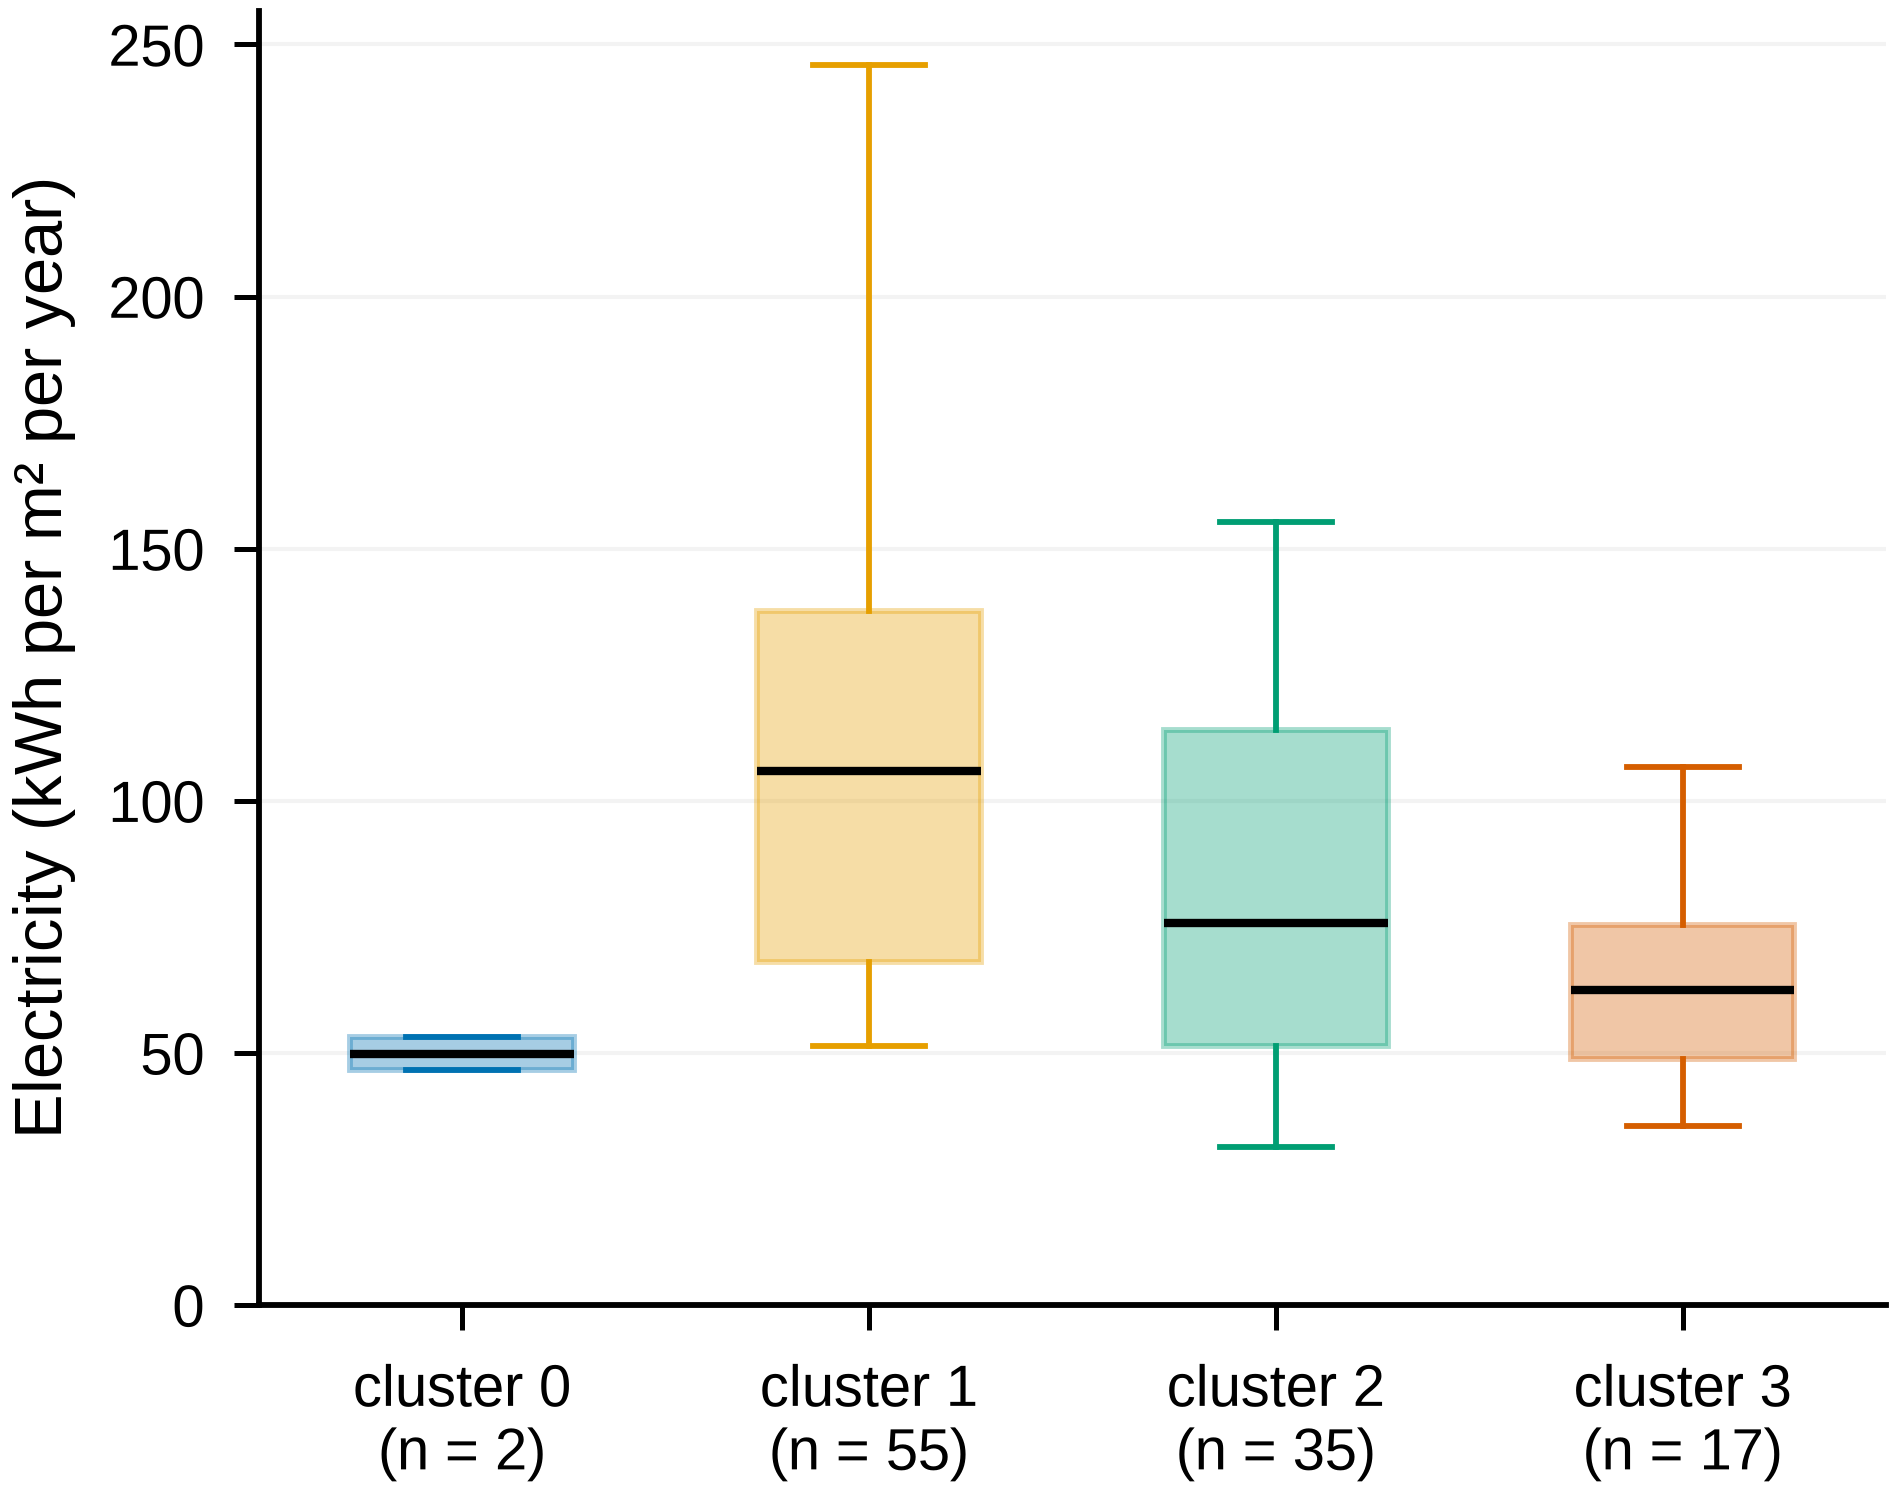 Electricity (kWh per m² per year)
250
200
150
100
50
0
cluster 0
(n = 2)
cluster 1
(n = 55)
cluster 2
(n = 35)
cluster 3
(n = 17)